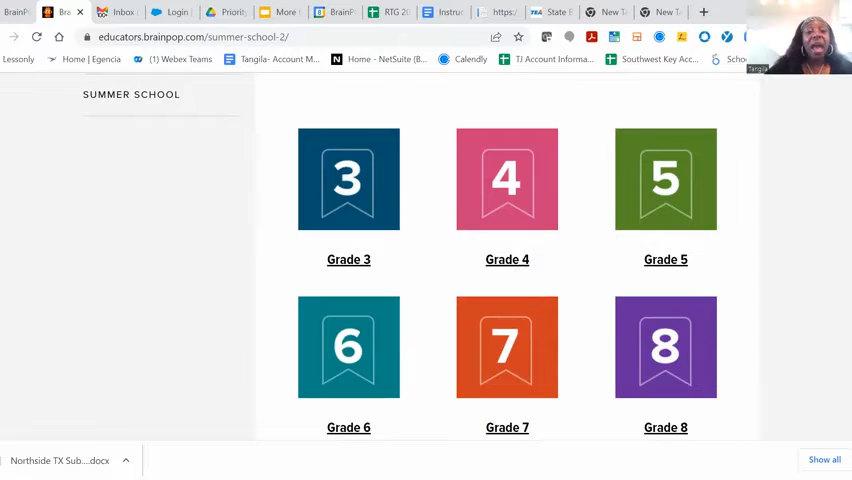 BrainP Bra Inbox Login Priority More BrainP RTG 20 Instruc https:/ TEA State B New Ta New Ta
educators.brainpop.com/summer-school-2/
Lessonly Home | Egencia (1) Webex Teams Tangila- Account M... N Home - NetSuite (B... Calendly TJ Account Informa... Southwest Key Acc... Scho
Tangila
SUMMER SCHOOL
3 4 5
Grade 3 Grade 4 Grade 5
6 7 8
Grade 6 Grade 7 Grade 8
Northside TX Sub....docx
Show all